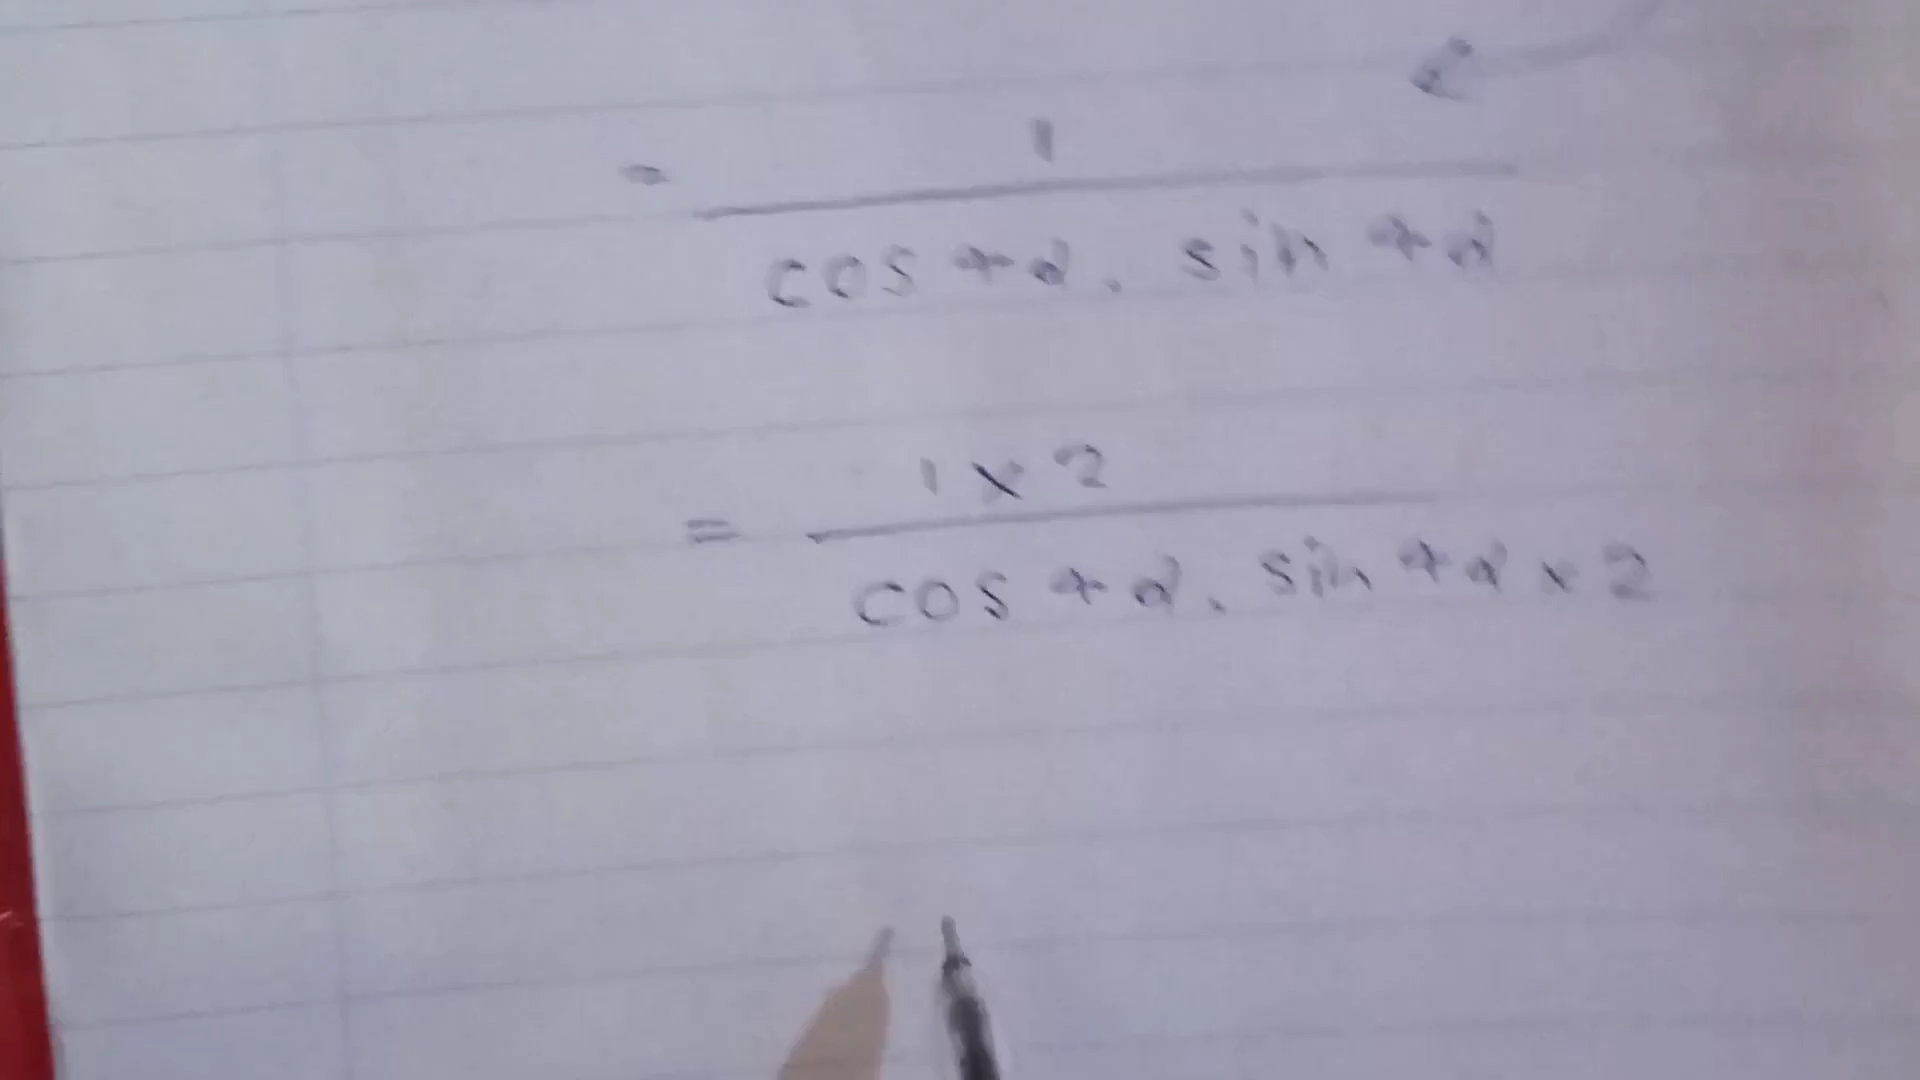 = 1 / cos 4α . sin 4α
= 1 × 2 / cos 4α . sin 4α × 2